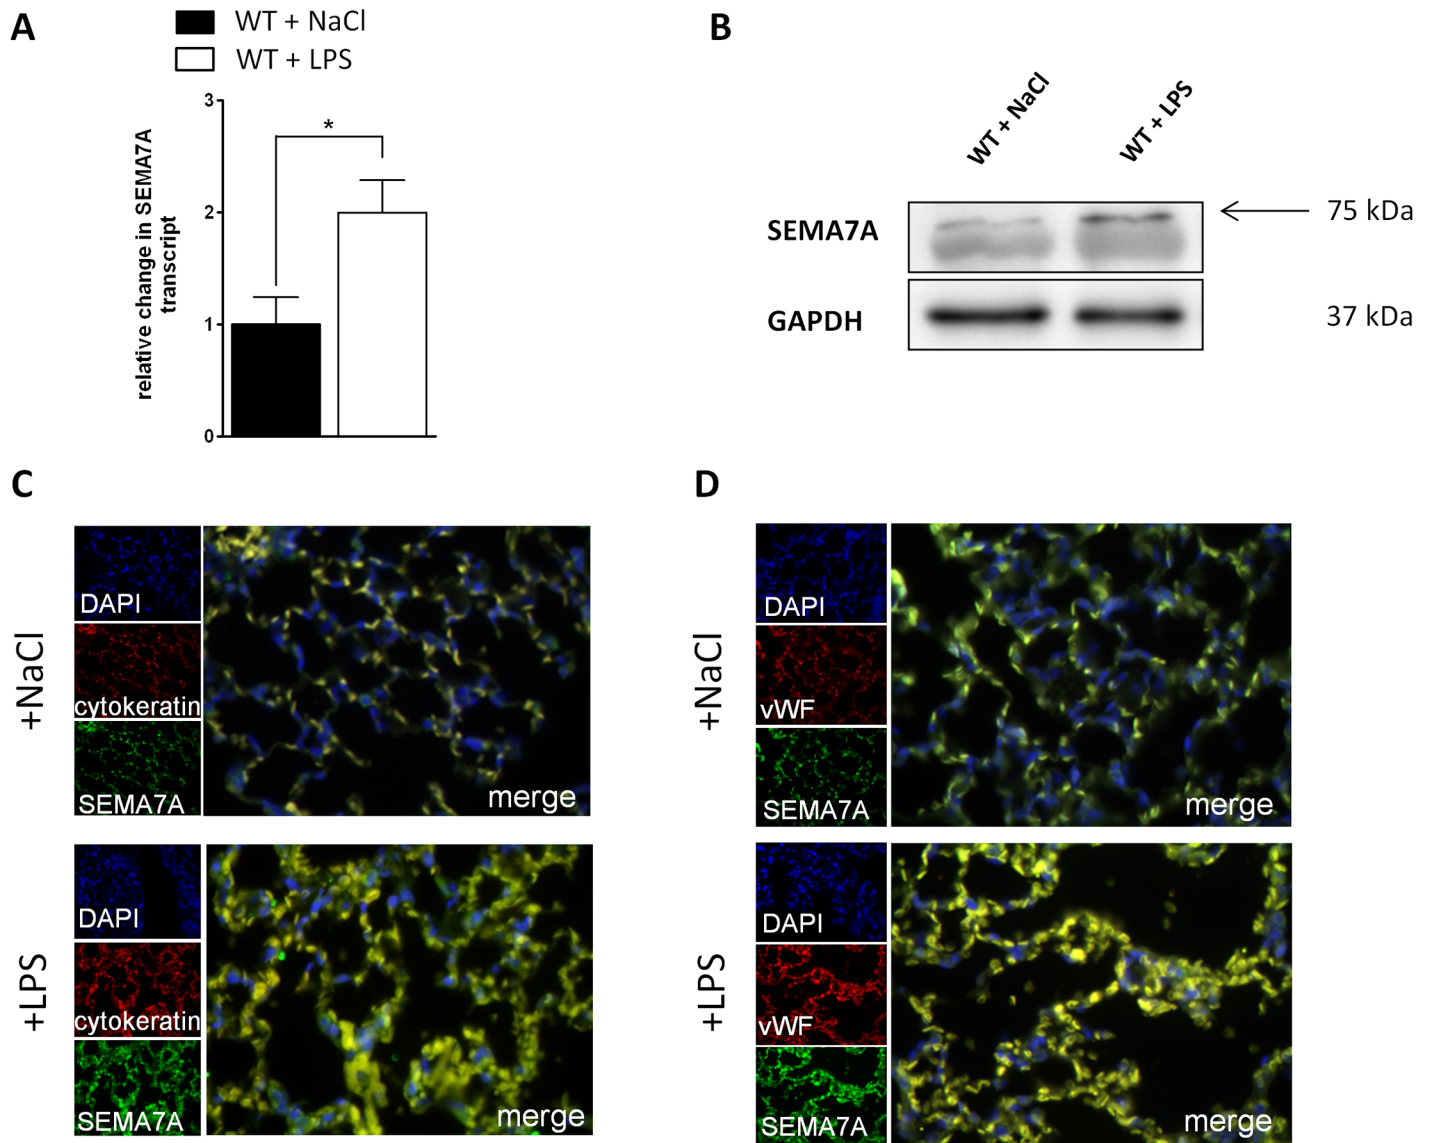 A
WT + NaCl
WT + LPS
3
2
1
0
*
relative change in SEMA7A
transcript
B
WT + NaCl
WT + LPS
SEMA7A
75 kDa
GAPDH
37 kDa
C
+NaCl
DAPI
cytokeratin
SEMA7A
merge
+LPS
DAPI
cytokeratin
SEMA7A
merge
D
+NaCl
DAPI
vWF
SEMA7A
merge
+LPS
DAPI
vWF
SEMA7A
merge